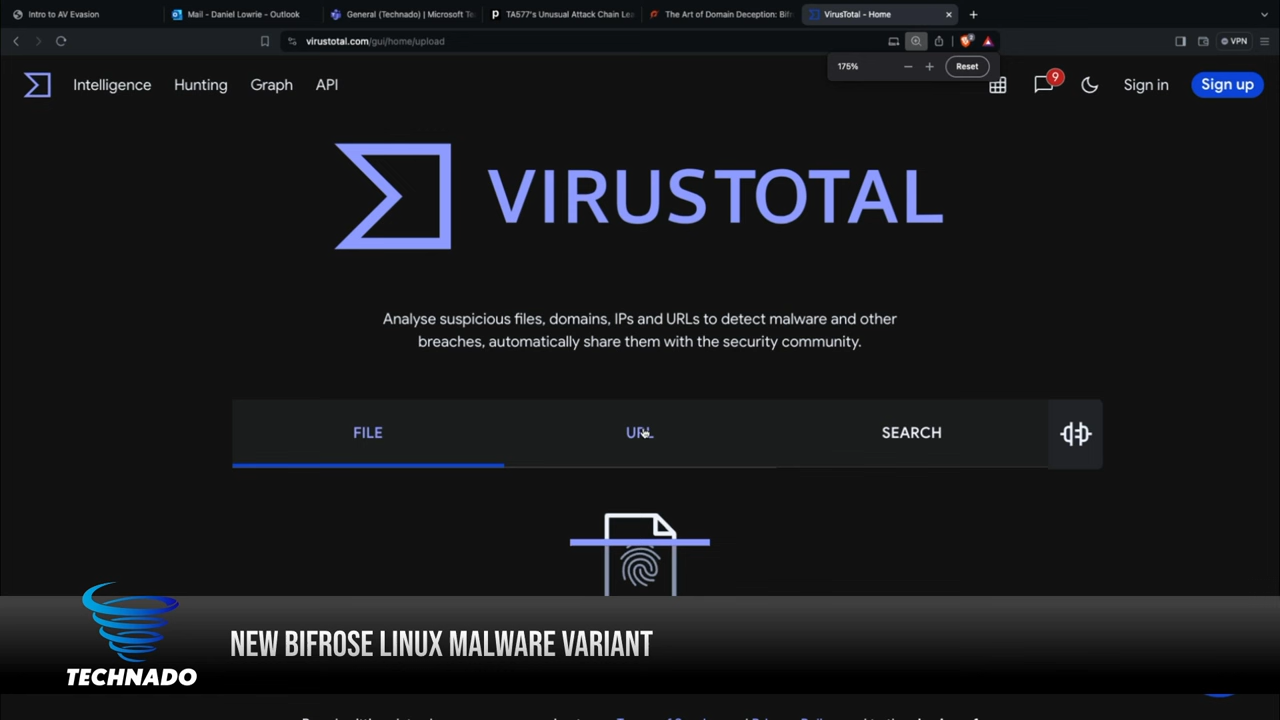 Intro to AV Evasion
Mail - Daniel Lowrie - Outlook
General (Technado) | Microsoft Te
TA577's Unusual Attack Chain Lea
The Art of Domain Deception: Bifr
VirusTotal - Home
virustotal.com/gui/home/upload
VPN
175%
Reset
Intelligence
Hunting
Graph
API
9
Sign in
Sign up
VIRUSTOTAL
Analyse suspicious files, domains, IPs and URLs to detect malware and other
breaches, automatically share them with the security community.
FILE
URL
SEARCH
NEW BIFROSE LINUX MALWARE VARIANT
TECHNADO